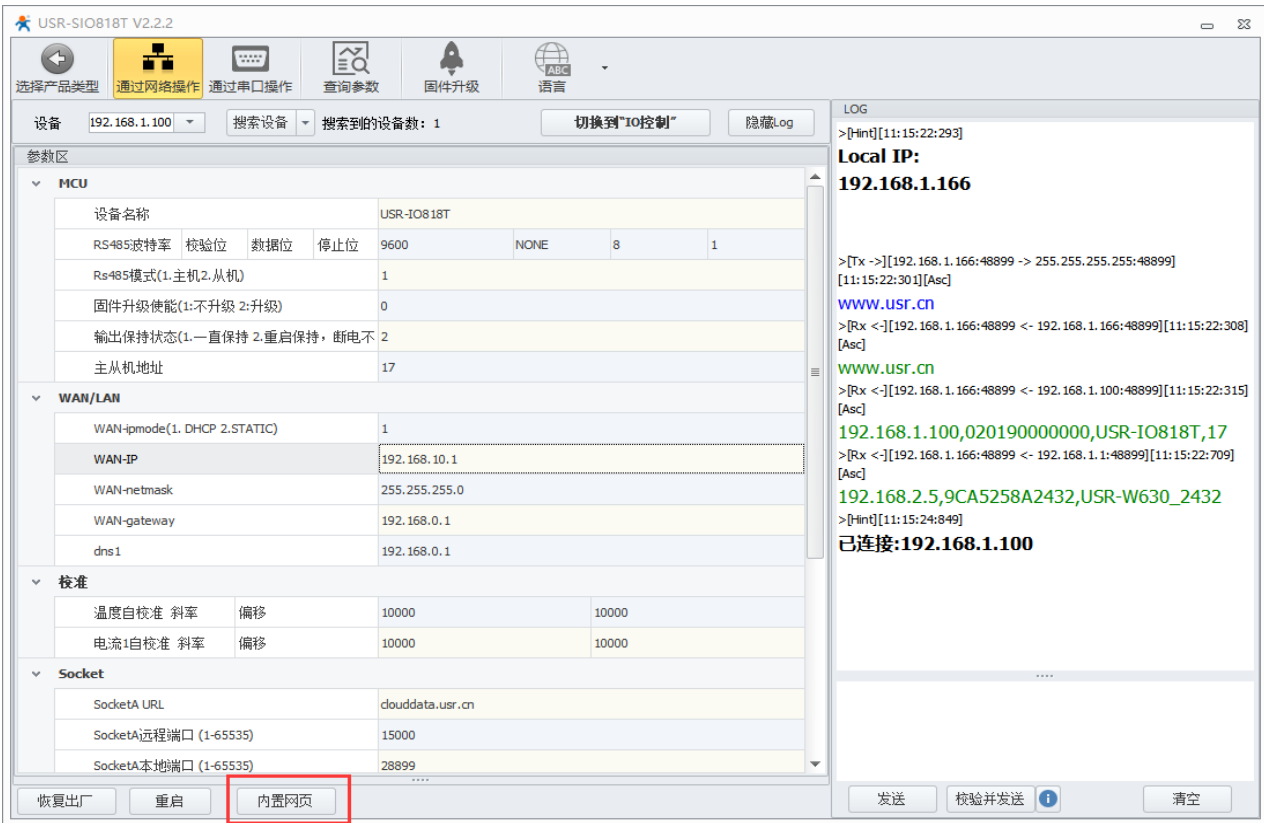 USR-SIO818T V2.2.2
选择产品类型 通过网络操作 通过串口操作 查询参数 固件升级 ABC 语言
设备 192.168.1.100 搜索设备 搜索到的设备数: 1 切换到"IO控制" 隐藏Log
参数区
MCU
设备名称 USR-IO818T
RS485波特率 校验位 数据位 停止位 9600 NONE 8 1
Rs485模式(1.主机2.从机) 1
固件升级使能(1:不升级 2:升级) 0
输出保持状态(1.一直保持 2.重启保持，断电不 2
主从机地址 17
WAN/LAN
WAN-ipmode(1. DHCP 2.STATIC) 1
WAN-IP 192.168.10.1
WAN-netmask 255.255.255.0
WAN-gateway 192.168.0.1
dns1 192.168.0.1
校准
温度自校准 斜率 偏移 10000 10000
电流1自校准 斜率 偏移 10000 10000
Socket
SocketA URL clouddata.usr.cn
SocketA远程端口 (1-65535) 15000
SocketA本地端口 (1-65535) 28899
恢复出厂 重启 内置网页
LOG
>[Hint][11:15:22:293]
Local IP:
192.168.1.166
>[Tx ->][192.168.1.166:48899 -> 255.255.255.255:48899]
[11:15:22:301][Asc]
www.usr.cn
>[Rx <-][192.168.1.166:48899 <- 192.168.1.166:48899][11:15:22:308]
[Asc]
www.usr.cn
>[Rx <-][192.168.1.166:48899 <- 192.168.1.100:48899][11:15:22:315]
[Asc]
192.168.1.100,020190000000,USR-IO818T,17
>[Rx <-][192.168.1.166:48899 <- 192.168.1.1:48899][11:15:22:709]
[Asc]
192.168.2.5,9CA5258A2432,USR-W630_2432
>[Hint][11:15:24:849]
已连接:192.168.1.100
发送 校验并发送 清空